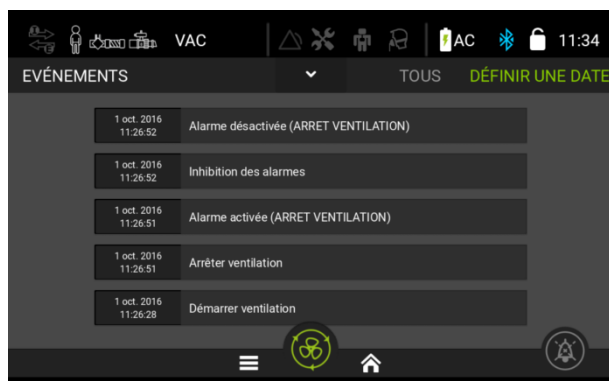 VAC
AC
11:34
EVÉNEMENTS
TOUS
DÉFINIR UNE DATE
1 oct. 2016
11:26:52
Alarme désactivée (ARRET VENTILATION)
1 oct. 2016
11:26:52
Inhibition des alarmes
1 oct. 2016
11:26:51
Alarme activée (ARRET VENTILATION)
1 oct. 2016
11:26:51
Arrêter ventilation
1 oct. 2016
11:26:28
Démarrer ventilation